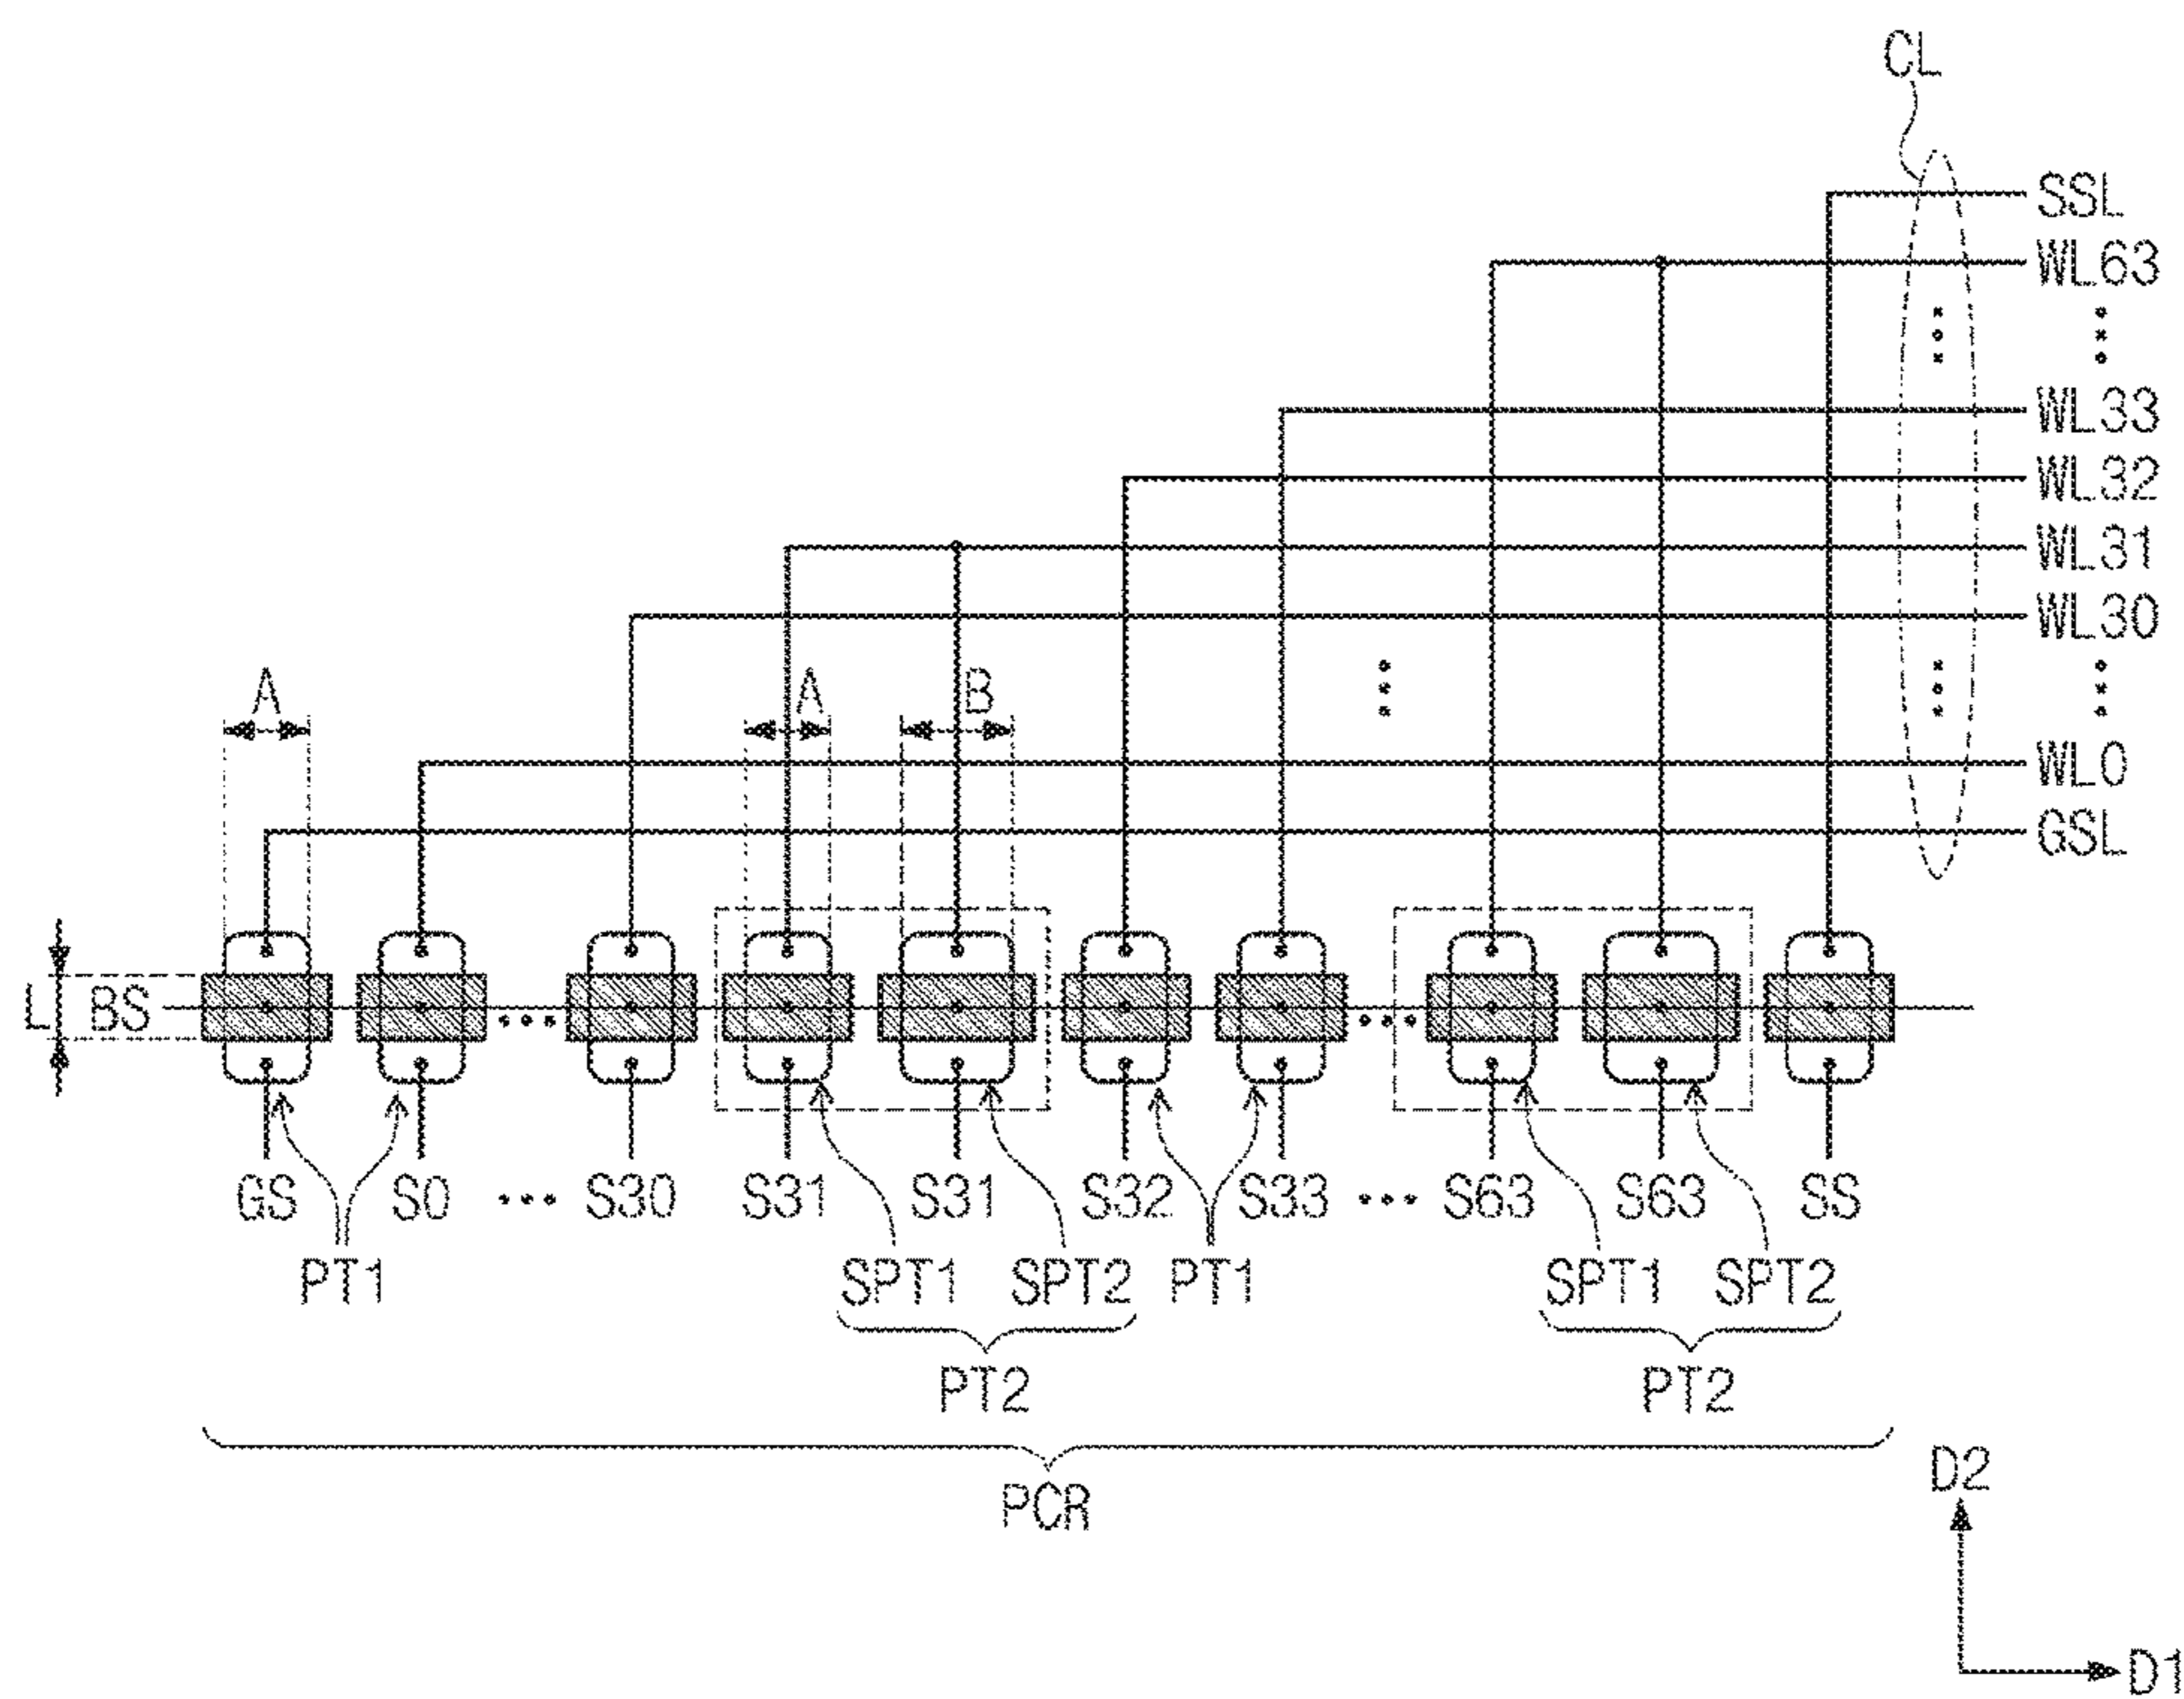 CL
SSL
WL63
WL33
WL32
WL31
WL30
A A B
WL0
GSL
L BS
GS S0 ... S30 S31 S31 S32 S33 ... S63 S63 SS
PT1 SPT1 SPT2 PT1 SPT1 SPT2
PT2 PT2
PCR
D2
D1